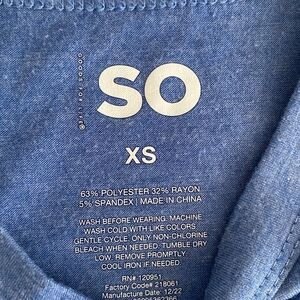 SO
XS
63% POLYESTER 32% RAYON
5% SPANDEX | MADE IN CHINA
WASH BEFORE WEARING. MACHINE
WASH COLD WITH LIKE COLORS
GENTLE CYCLE. ONLY NON-CHLORINE
BLEACH WHEN NEEDED. TUMBLE DRY
LOW. REMOVE PROMPTLY.
COOL IRON IF NEEDED.
RN# 120951
Factory Code# 218061
Manufacture Date: 12/22